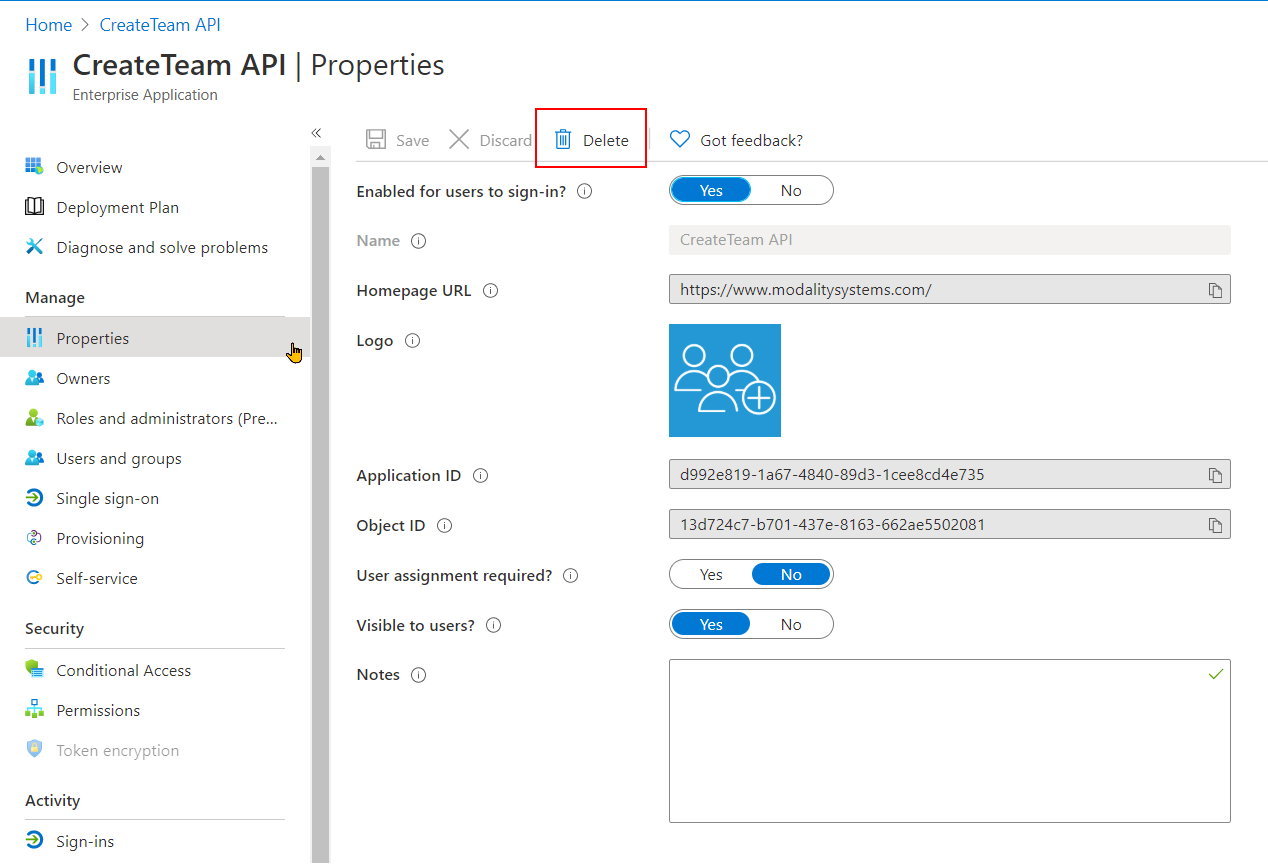 Home > CreateTeam API
CreateTeam API | Properties
Enterprise Application
«
Overview
Deployment Plan
Diagnose and solve problems
Manage
Properties
Owners
Roles and administrators (Pre...
Users and groups
Single sign-on
Provisioning
Self-service
Security
Conditional Access
Permissions
Token encryption
Activity
Sign-ins
Save Discard Delete Got feedback?
Enabled for users to sign-in? Yes No
Name CreateTeam API
Homepage URL https://www.modalitysystems.com/
Logo
Application ID d992e819-1a67-4840-89d3-1cee8cd4e735
Object ID 13d724c7-b701-437e-8163-662ae5502081
User assignment required? Yes No
Visible to users? Yes No
Notes